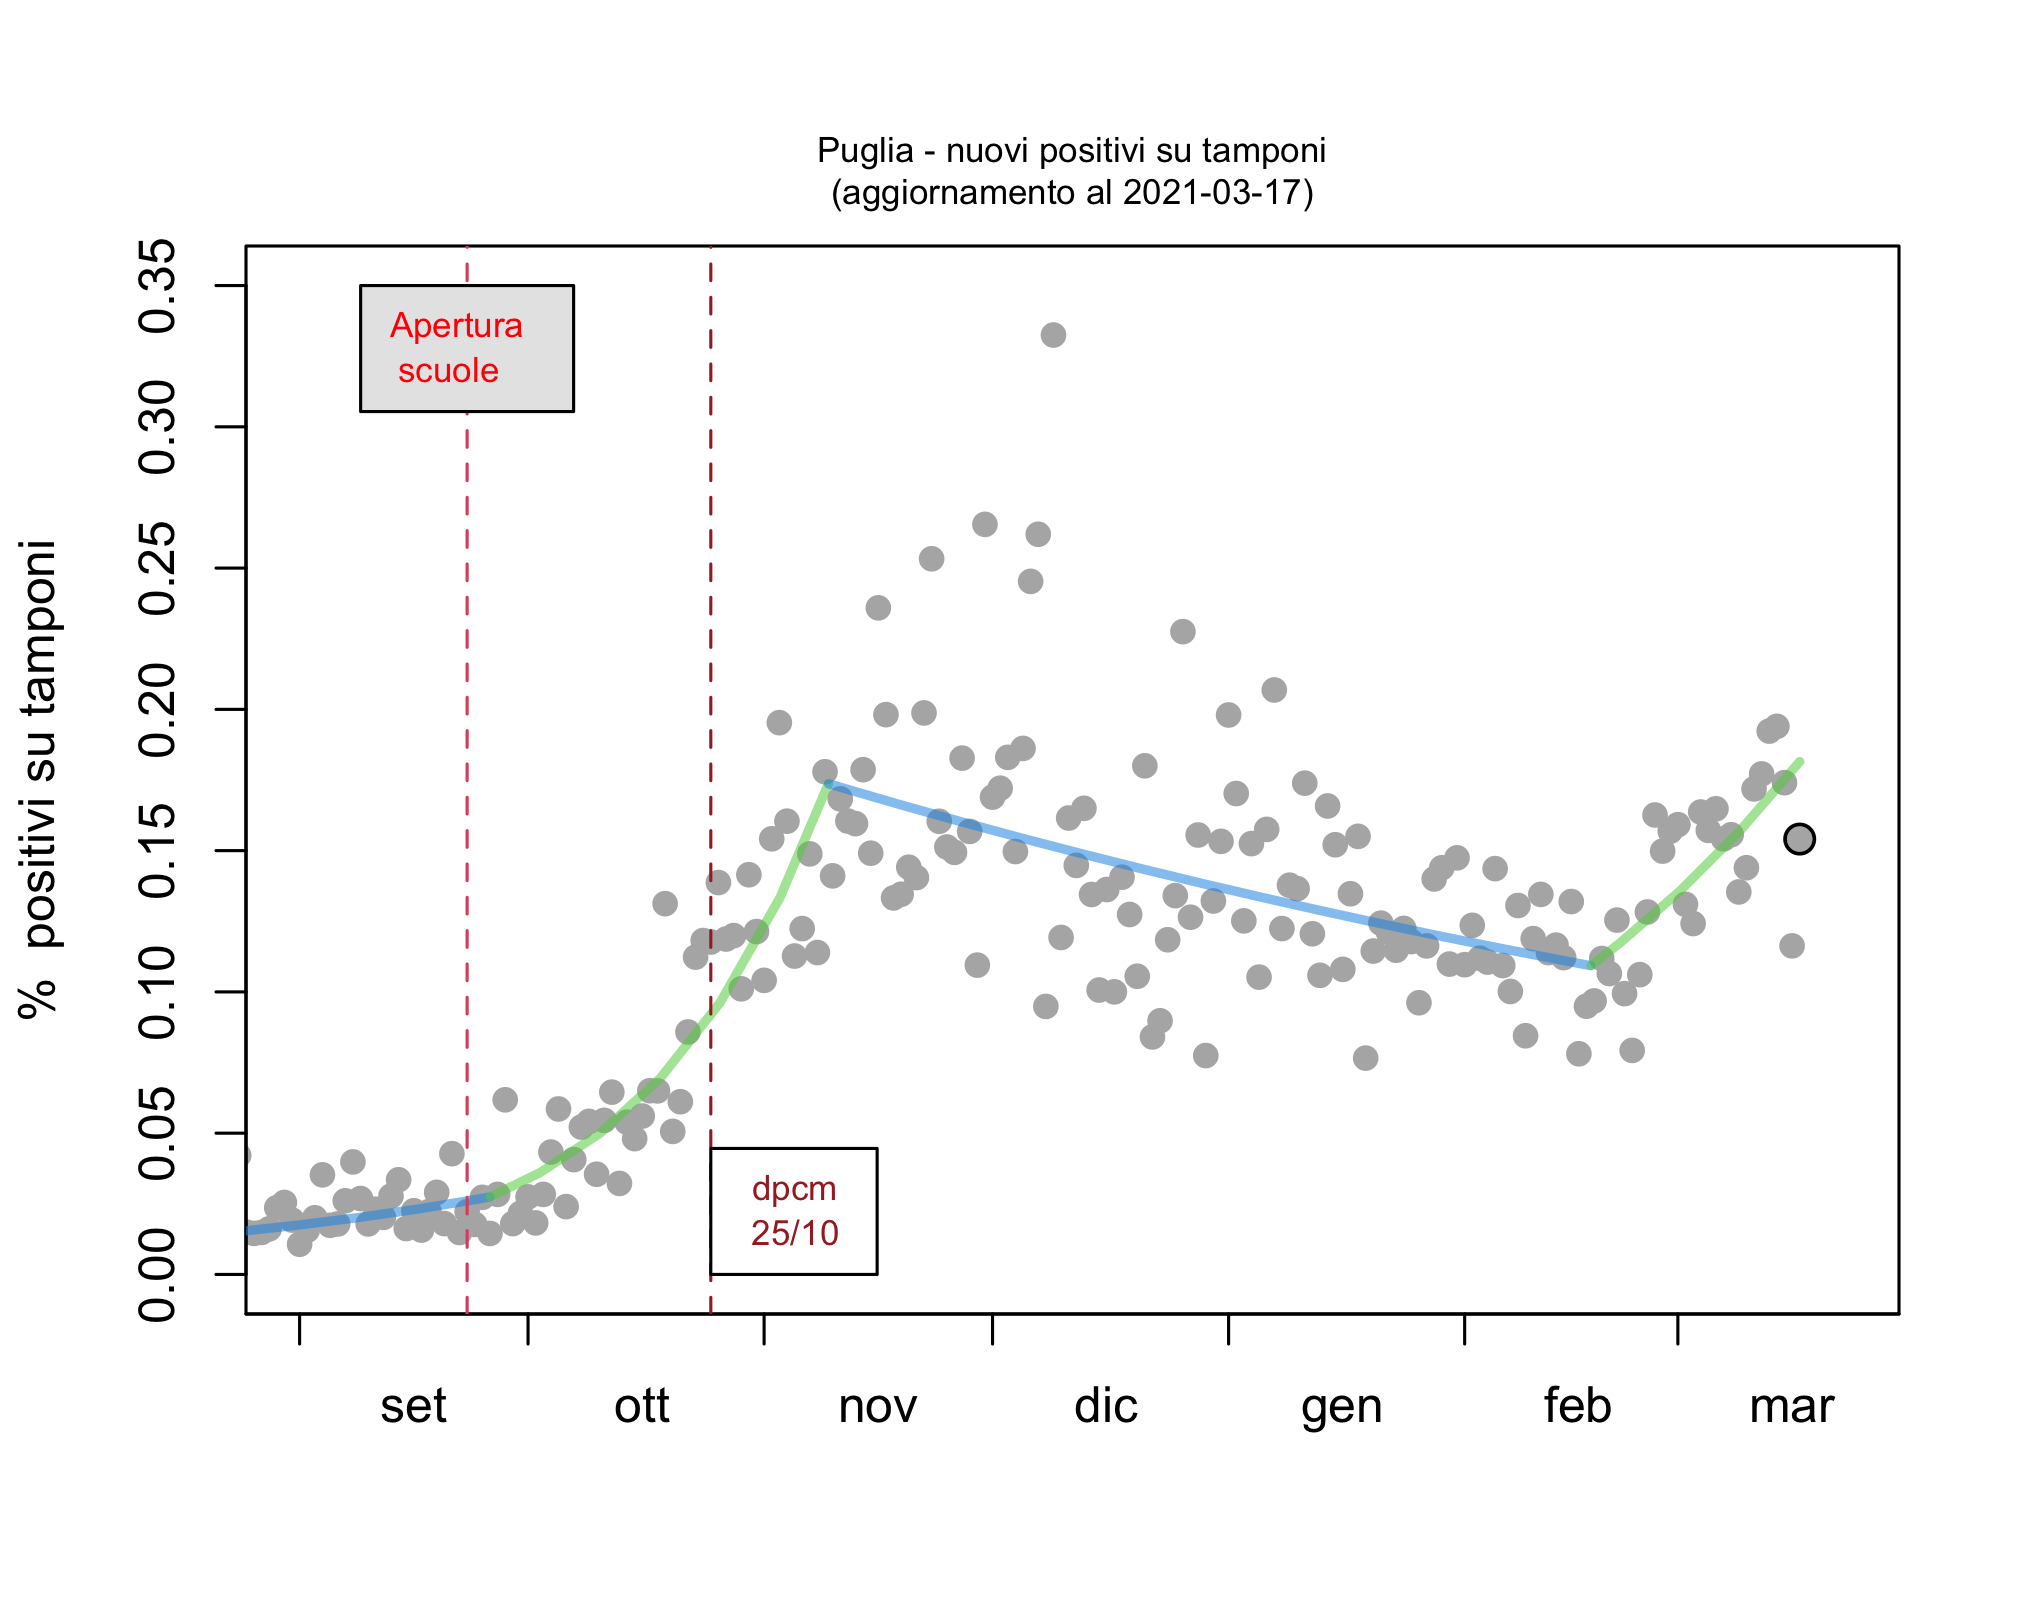 Puglia - nuovi positivi su tamponi
(aggiornamento al 2021-03-17)
% positivi su tamponi
0.35
0.30
0.25
0.20
0.15
0.10
0.05
0.00
Apertura
scuole
dpcm
25/10
set ott nov dic gen feb mar